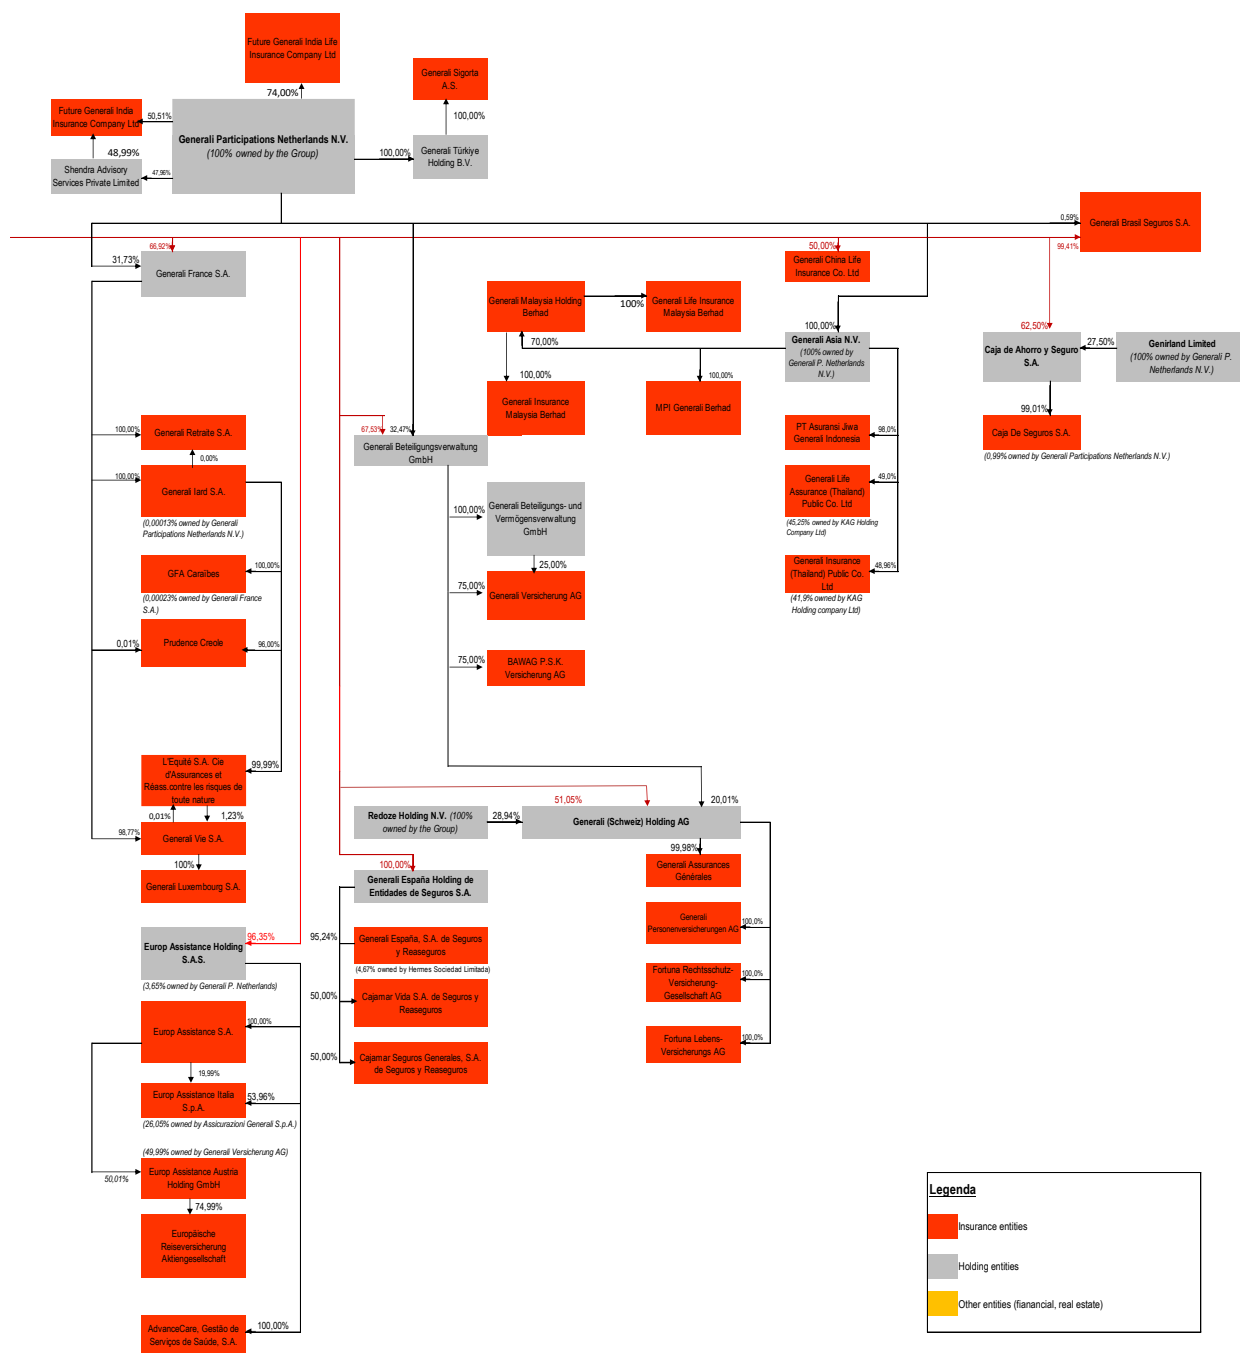 Future Generali India Life
Insurance Company Ltd
74,00%
Generali Sigorta
A.S.
100,00%
Future Generali India
Insurance Company Ltd
50,51%
48,99%
Shendra Advisory
Services Private Limited
47,96%
Generali Participations Netherlands N.V.
(100% owned by the Group)
100,00%
Generali Türkiye
Holding B.V.
0,59%
Generali Brasil Seguros S.A.
99,41%
66,92%
31,73%
Generali France S.A.
50,00%
Generali China Life
Insurance Co. Ltd
Generali Malaysia Holding
Berhad
100%
Generali Life Insurance
Malaysia Berhad
70,00%
100,00%
Generali Asia N.V.
(100% owned by
Generali P. Netherlands
N.V.)
62,50%
Caja de Ahorro y Seguro
S.A.
27,50%
Genirland Limited
(100% owned by Generali P.
Netherlands N.V.)
100,00%
Generali Insurance
Malaysia Berhad
100,00%
MPI Generali Berhad
99,01%
Caja De Seguros S.A.
(0,99% owned by Generali Participations Netherlands N.V.)
100,00%
Generali Retraite S.A.
0,00%
67,53%
32,47%
Generali Beteiligungsverwaltung
GmbH
PT Asuransi Jiwa
Generali Indonesia
98,0%
100,00%
Generali Iard S.A.
(0,00013% owned by Generali
Participations Netherlands N.V.)
Generali Life
Assurance (Thailand)
Public Co. Ltd
49,0%
(45,25% owned by KAG Holding
Company Ltd)
100,00%
Generali Beteiligungs- und
Vermögensverwaltung
GmbH
25,00%
GFA Caraïbes
100,00%
(0,00023% owned by Generali France
S.A.)
75,00%
Generali Versicherung AG
Generali Insurance
(Thailand) Public Co.
Ltd
48,96%
(41,9% owned by KAG
Holding company Ltd)
0,01%
Prudence Creole
96,00%
75,00%
BAWAG P.S.K.
Versicherung AG
L'Equité S.A. Cie
d'Assurances et
Réass.contre les risques de
toute nature
99,99%
0,01%
1,23%
98,77%
Generali Vie S.A.
100%
Generali Luxembourg S.A.
51,05%
20,01%
Redoze Holding N.V. (100%
owned by the Group)
28,94%
Generali (Schweiz) Holding AG
99,98%
Generali Assurances
Générales
100,00%
Generali España Holding de
Entidades de Seguros S.A.
Generali
Personenversicherungen AG
100,0%
96,35%
Europ Assistance Holding
S.A.S.
(3,65% owned by Generali P. Netherlands)
95,24%
Generali España, S.A. de Seguros
y Reaseguros
(4,67% owned by Hermes Sociedad Limitada)
Fortuna Rechtsschutz-
Versicherung-
Gesellschaft AG
100,0%
50,00%
Cajamar Vida S.A. de Seguros y
Reaseguros
100,00%
Europ Assistance S.A.
19,99%
Fortuna Lebens-
Versicherungs AG
100,0%
50,00%
Cajamar Seguros Generales, S.A.
de Seguros y Reaseguros
Europ Assistance Italia
S.p.A.
53,96%
(26,05% owned by Assicurazioni Generali S.p.A.)
(49,99% owned by Generali Versicherung AG)
50,01%
Europ Assistance Austria
Holding GmbH
74,99%
Europäische
Reiseversicherung
Aktiengesellschaft
AdvanceCare, Gestão de
Serviços de Saúde, S.A.
100,00%
Legenda
Insurance entities
Holding entities
Other entities (fianancial, real estate)